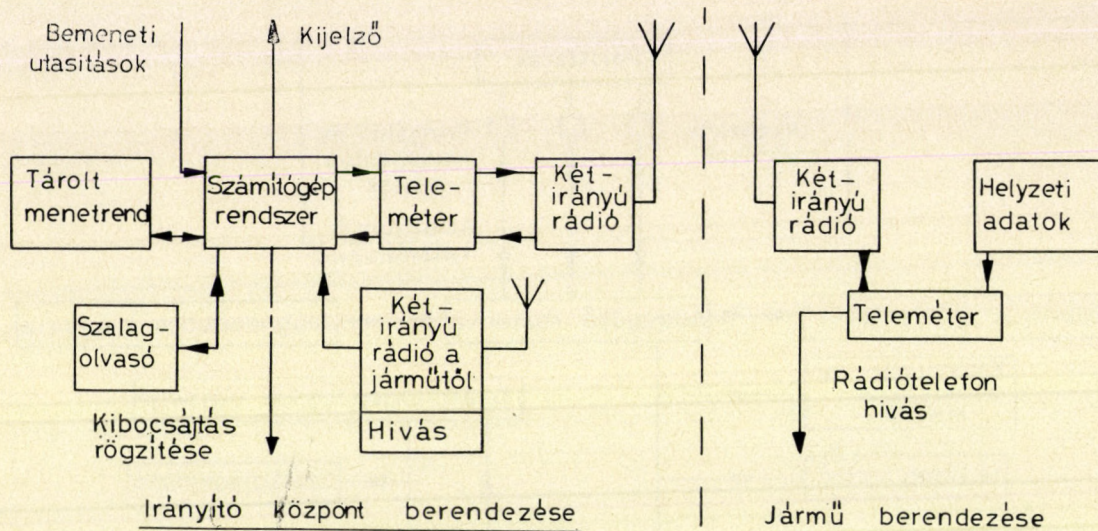 Bemeneti
utasitások
Kijelző
Tárolt
menetrend
Számitógép
rendszer
Tele-
méter
Két-
irányú
rádió
Két-
irányú
rádió
Helyzeti
adatok
Szalag-
olvasó
Két-
irányú
rádió a
járműtől
Hivás
Teleméter
Rádiótelefon
hivás
Kibocsájtás
rögzitése
Irányitó központ berendezése
Jármű berendezése